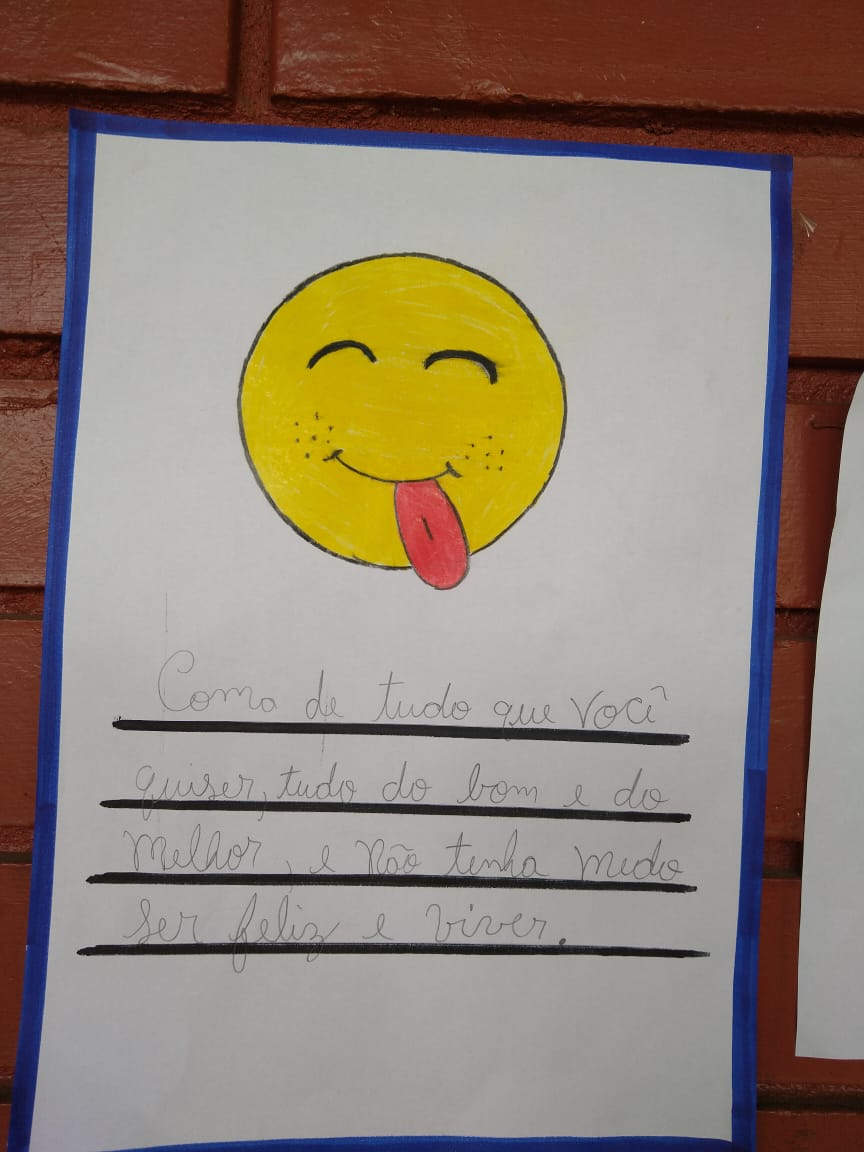 Coma de tudo que você
quiser, tudo do bom e do
melhor, e não tenha medo
ser feliz e viver.